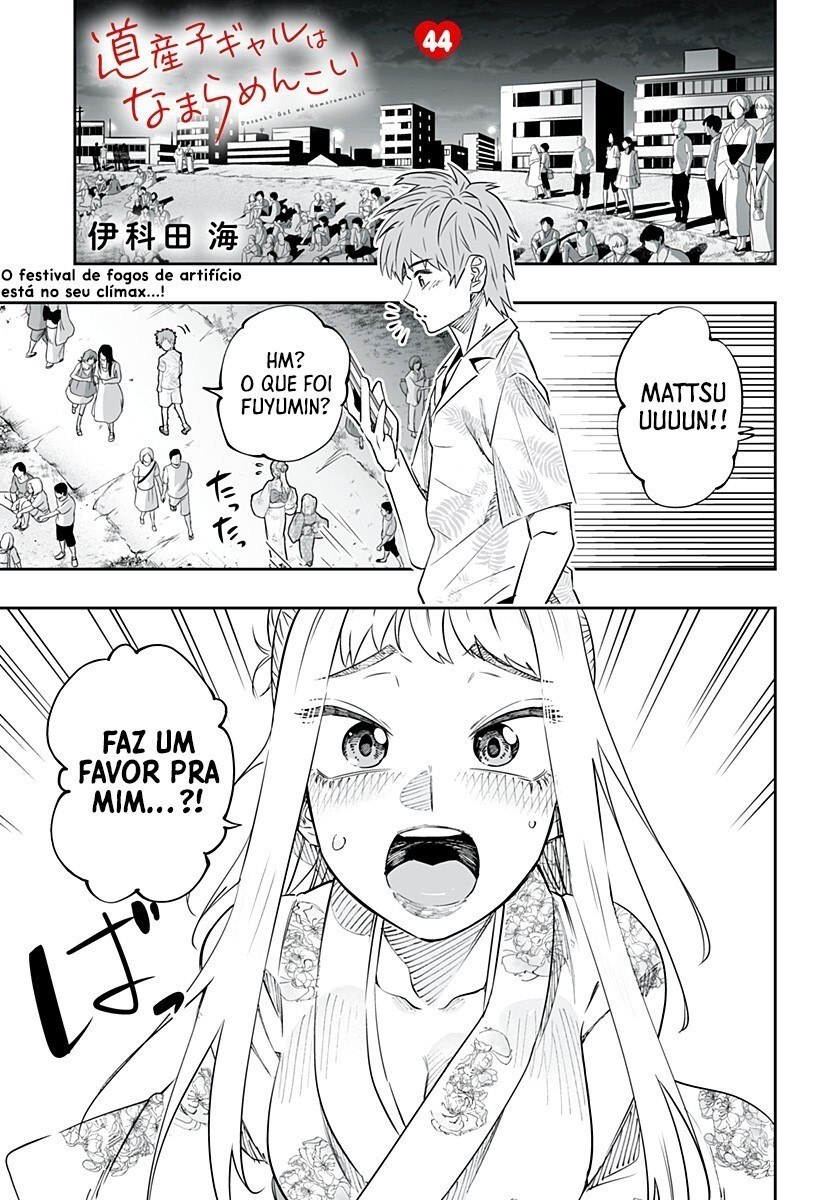 道産子ギャルは
なまらめんこい
Dosanko Gal wa Namaramenkoi
44
伊科田 海
O festival de fogos de artifício
está no seu clímax...!
MATTSU
UUUUN!!
HM?
O QUE FOI
FUYUMIN?
たったっ
FAZ UM
FAVOR PRA
MIM...?!
ばっ